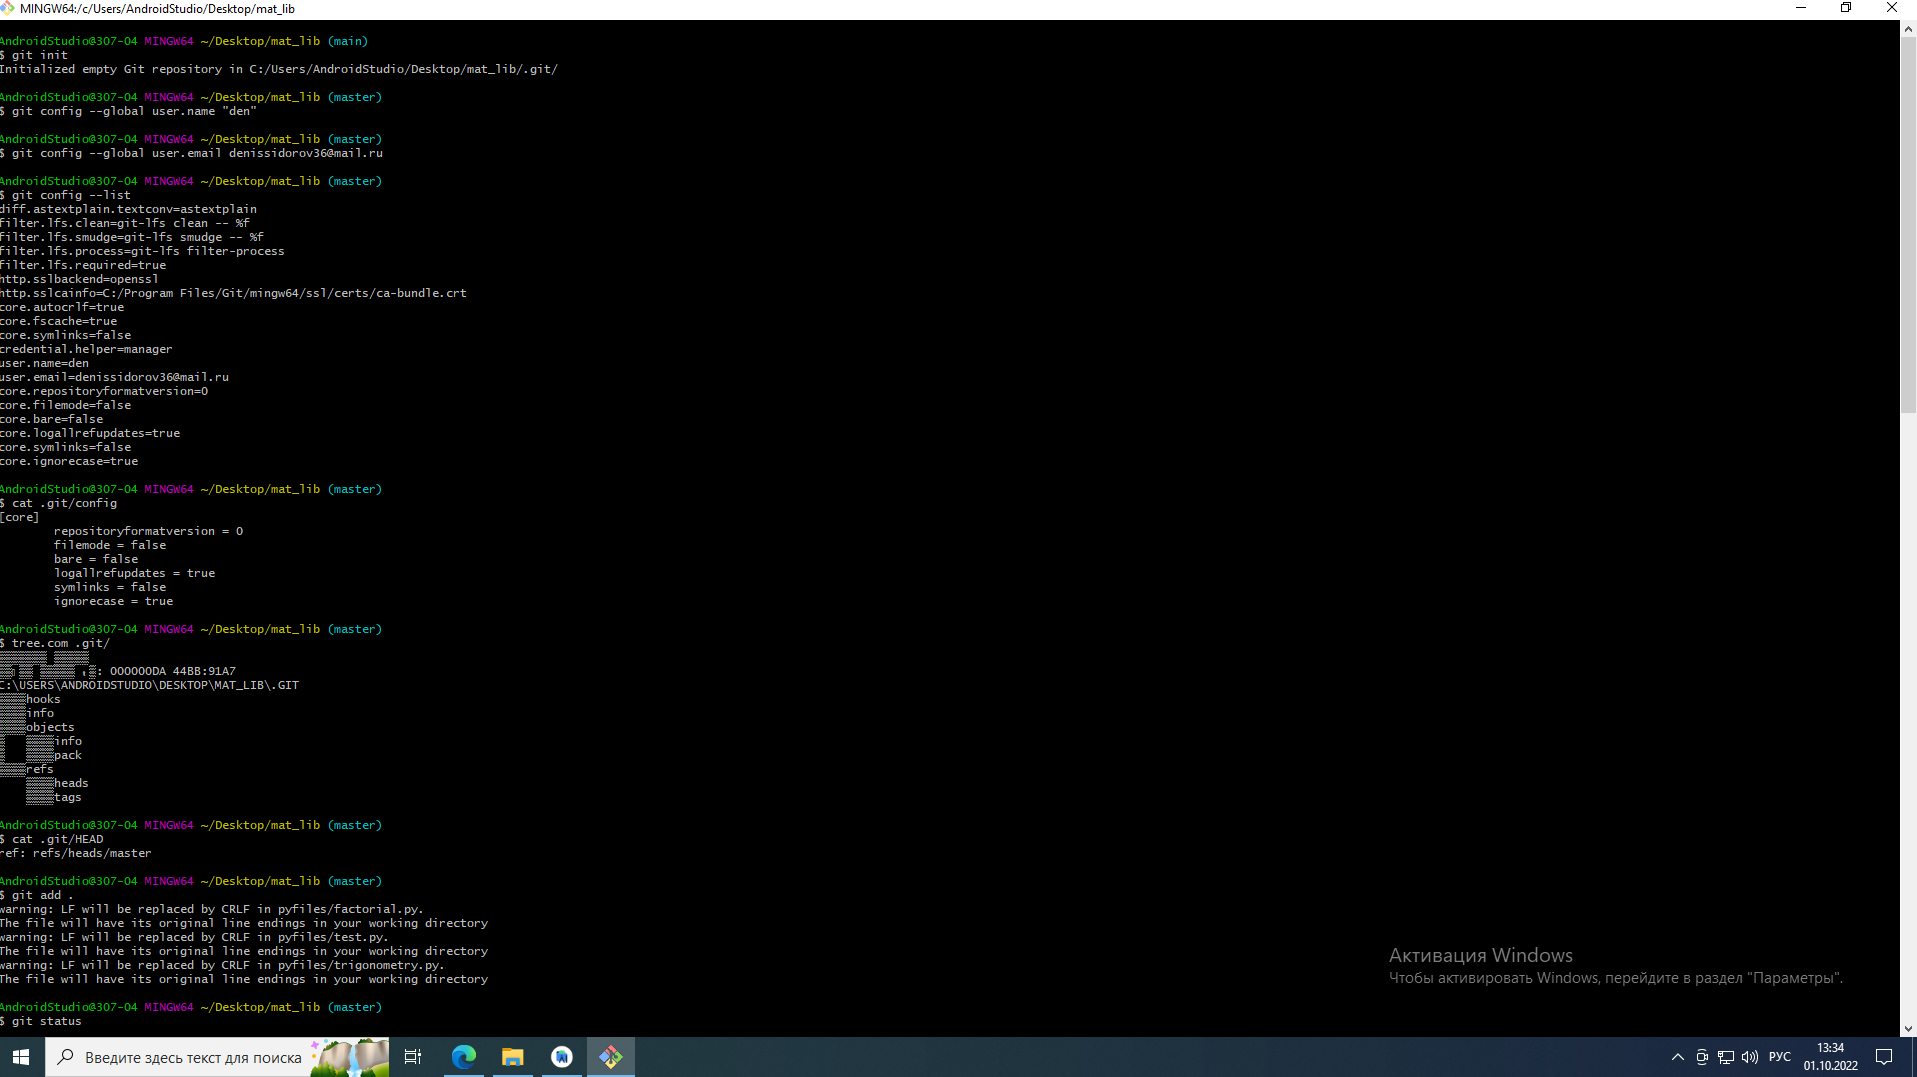 MINGW64:/c/Users/AndroidStudio/Desktop/mat_lib
AndroidStudio@307-04 MINGW64 ~/Desktop/mat_lib (main)
$ git init
Initialized empty Git repository in C:/Users/AndroidStudio/Desktop/mat_lib/.git/
AndroidStudio@307-04 MINGW64 ~/Desktop/mat_lib (master)
$ git config --global user.name "den"
AndroidStudio@307-04 MINGW64 ~/Desktop/mat_lib (master)
$ git config --global user.email denissidorov36@mail.ru
AndroidStudio@307-04 MINGW64 ~/Desktop/mat_lib (master)
$ git config --list
diff.astextplain.textconv=astextplain
filter.lfs.clean=git-lfs clean -- %f
filter.lfs.smudge=git-lfs smudge -- %f
filter.lfs.process=git-lfs filter-process
filter.lfs.required=true
http.sslbackend=openssl
http.sslcainfo=C:/Program Files/Git/mingw64/ssl/certs/ca-bundle.crt
core.autocrlf=true
core.fscache=true
core.symlinks=false
credential.helper=manager
user.name=den
user.email=denissidorov36@mail.ru
core.repositoryformatversion=0
core.filemode=false
core.bare=false
core.logallrefupdates=true
core.symlinks=false
core.ignorecase=true
AndroidStudio@307-04 MINGW64 ~/Desktop/mat_lib (master)
$ cat .git/config
[core]
repositoryformatversion = 0
filemode = false
bare = false
logallrefupdates = true
symlinks = false
ignorecase = true
AndroidStudio@307-04 MINGW64 ~/Desktop/mat_lib (master)
$ tree.com .git/
: 000000DA 44BB:91A7
C:\USERS\ANDROIDSTUDIO\DESKTOP\MAT_LIB\.GIT
hooks
info
objects
info
pack
refs
heads
tags
AndroidStudio@307-04 MINGW64 ~/Desktop/mat_lib (master)
$ cat .git/HEAD
ref: refs/heads/master
AndroidStudio@307-04 MINGW64 ~/Desktop/mat_lib (master)
$ git add .
warning: LF will be replaced by CRLF in pyfiles/factorial.py.
The file will have its original line endings in your working directory
warning: LF will be replaced by CRLF in pyfiles/test.py.
The file will have its original line endings in your working directory
warning: LF will be replaced by CRLF in pyfiles/trigonometry.py.
The file will have its original line endings in your working directory
AndroidStudio@307-04 MINGW64 ~/Desktop/mat_lib (master)
$ git status
Активация Windows
Чтобы активировать Windows, перейдите в раздел "Параметры".
Введите здесь текст для поиска
РУС
13:34
01.10.2022